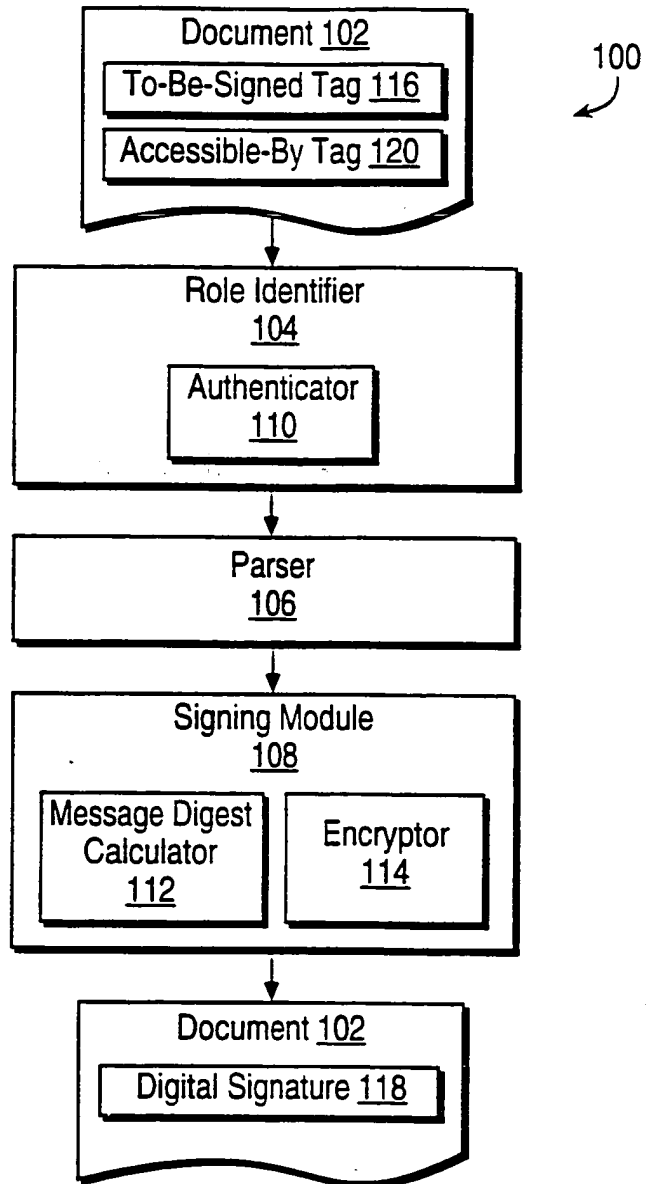 Document 102
100
To-Be-Signed Tag 116
Accessible-By Tag 120
Role Identifier
104
Authenticator
110
Parser
106
Signing Module
108
Message Digest
Calculator
112
Encryptor
114
Document 102
Digital Signature 118